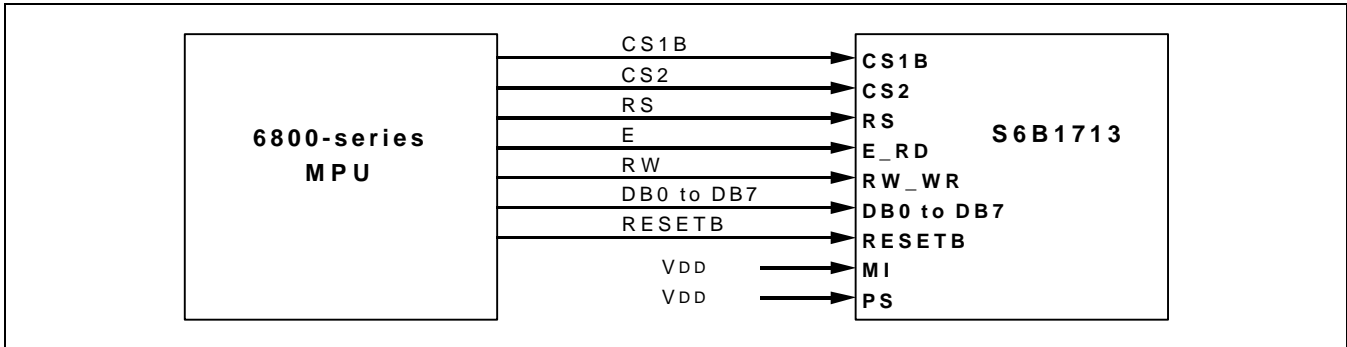 6800-series
MPU
CS1B
CS2
RS
E
RW
DB0 to DB7
RESETB
VDD
VDD
CS1B
CS2
RS
E_RD
RW_WR
DB0 to DB7
RESETB
MI
PS
S6B1713